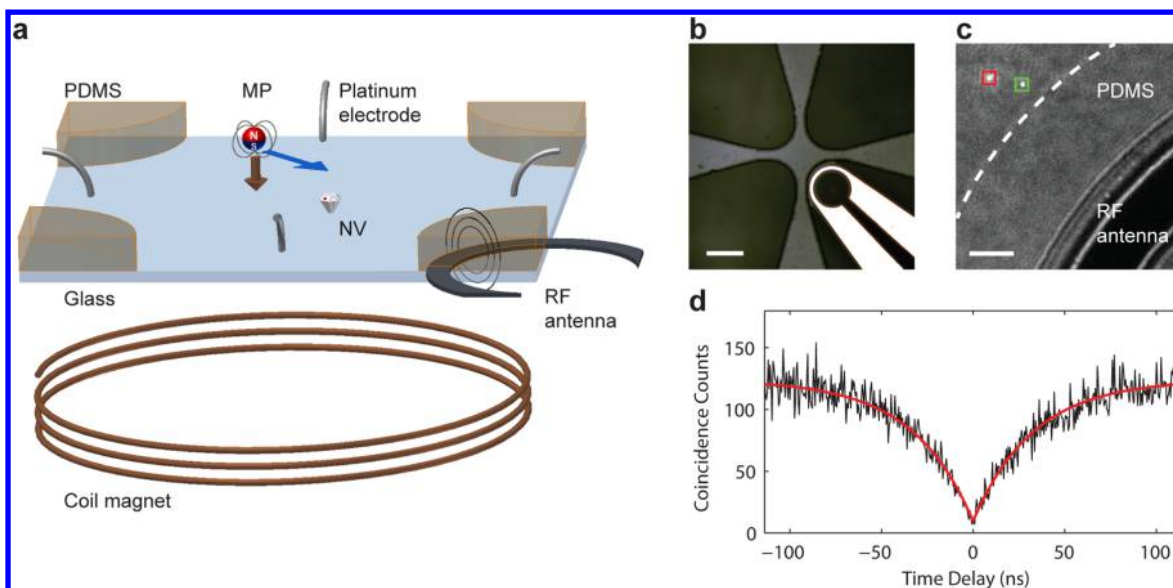 a
PDMS
MP
Platinum
electrode
N
S
NV
Glass
RF
antenna
Coil magnet
b
c
PDMS
RF
antenna
d
Coincidence Counts
150
100
50
0
−100
−50
0
50
100
Time Delay (ns)